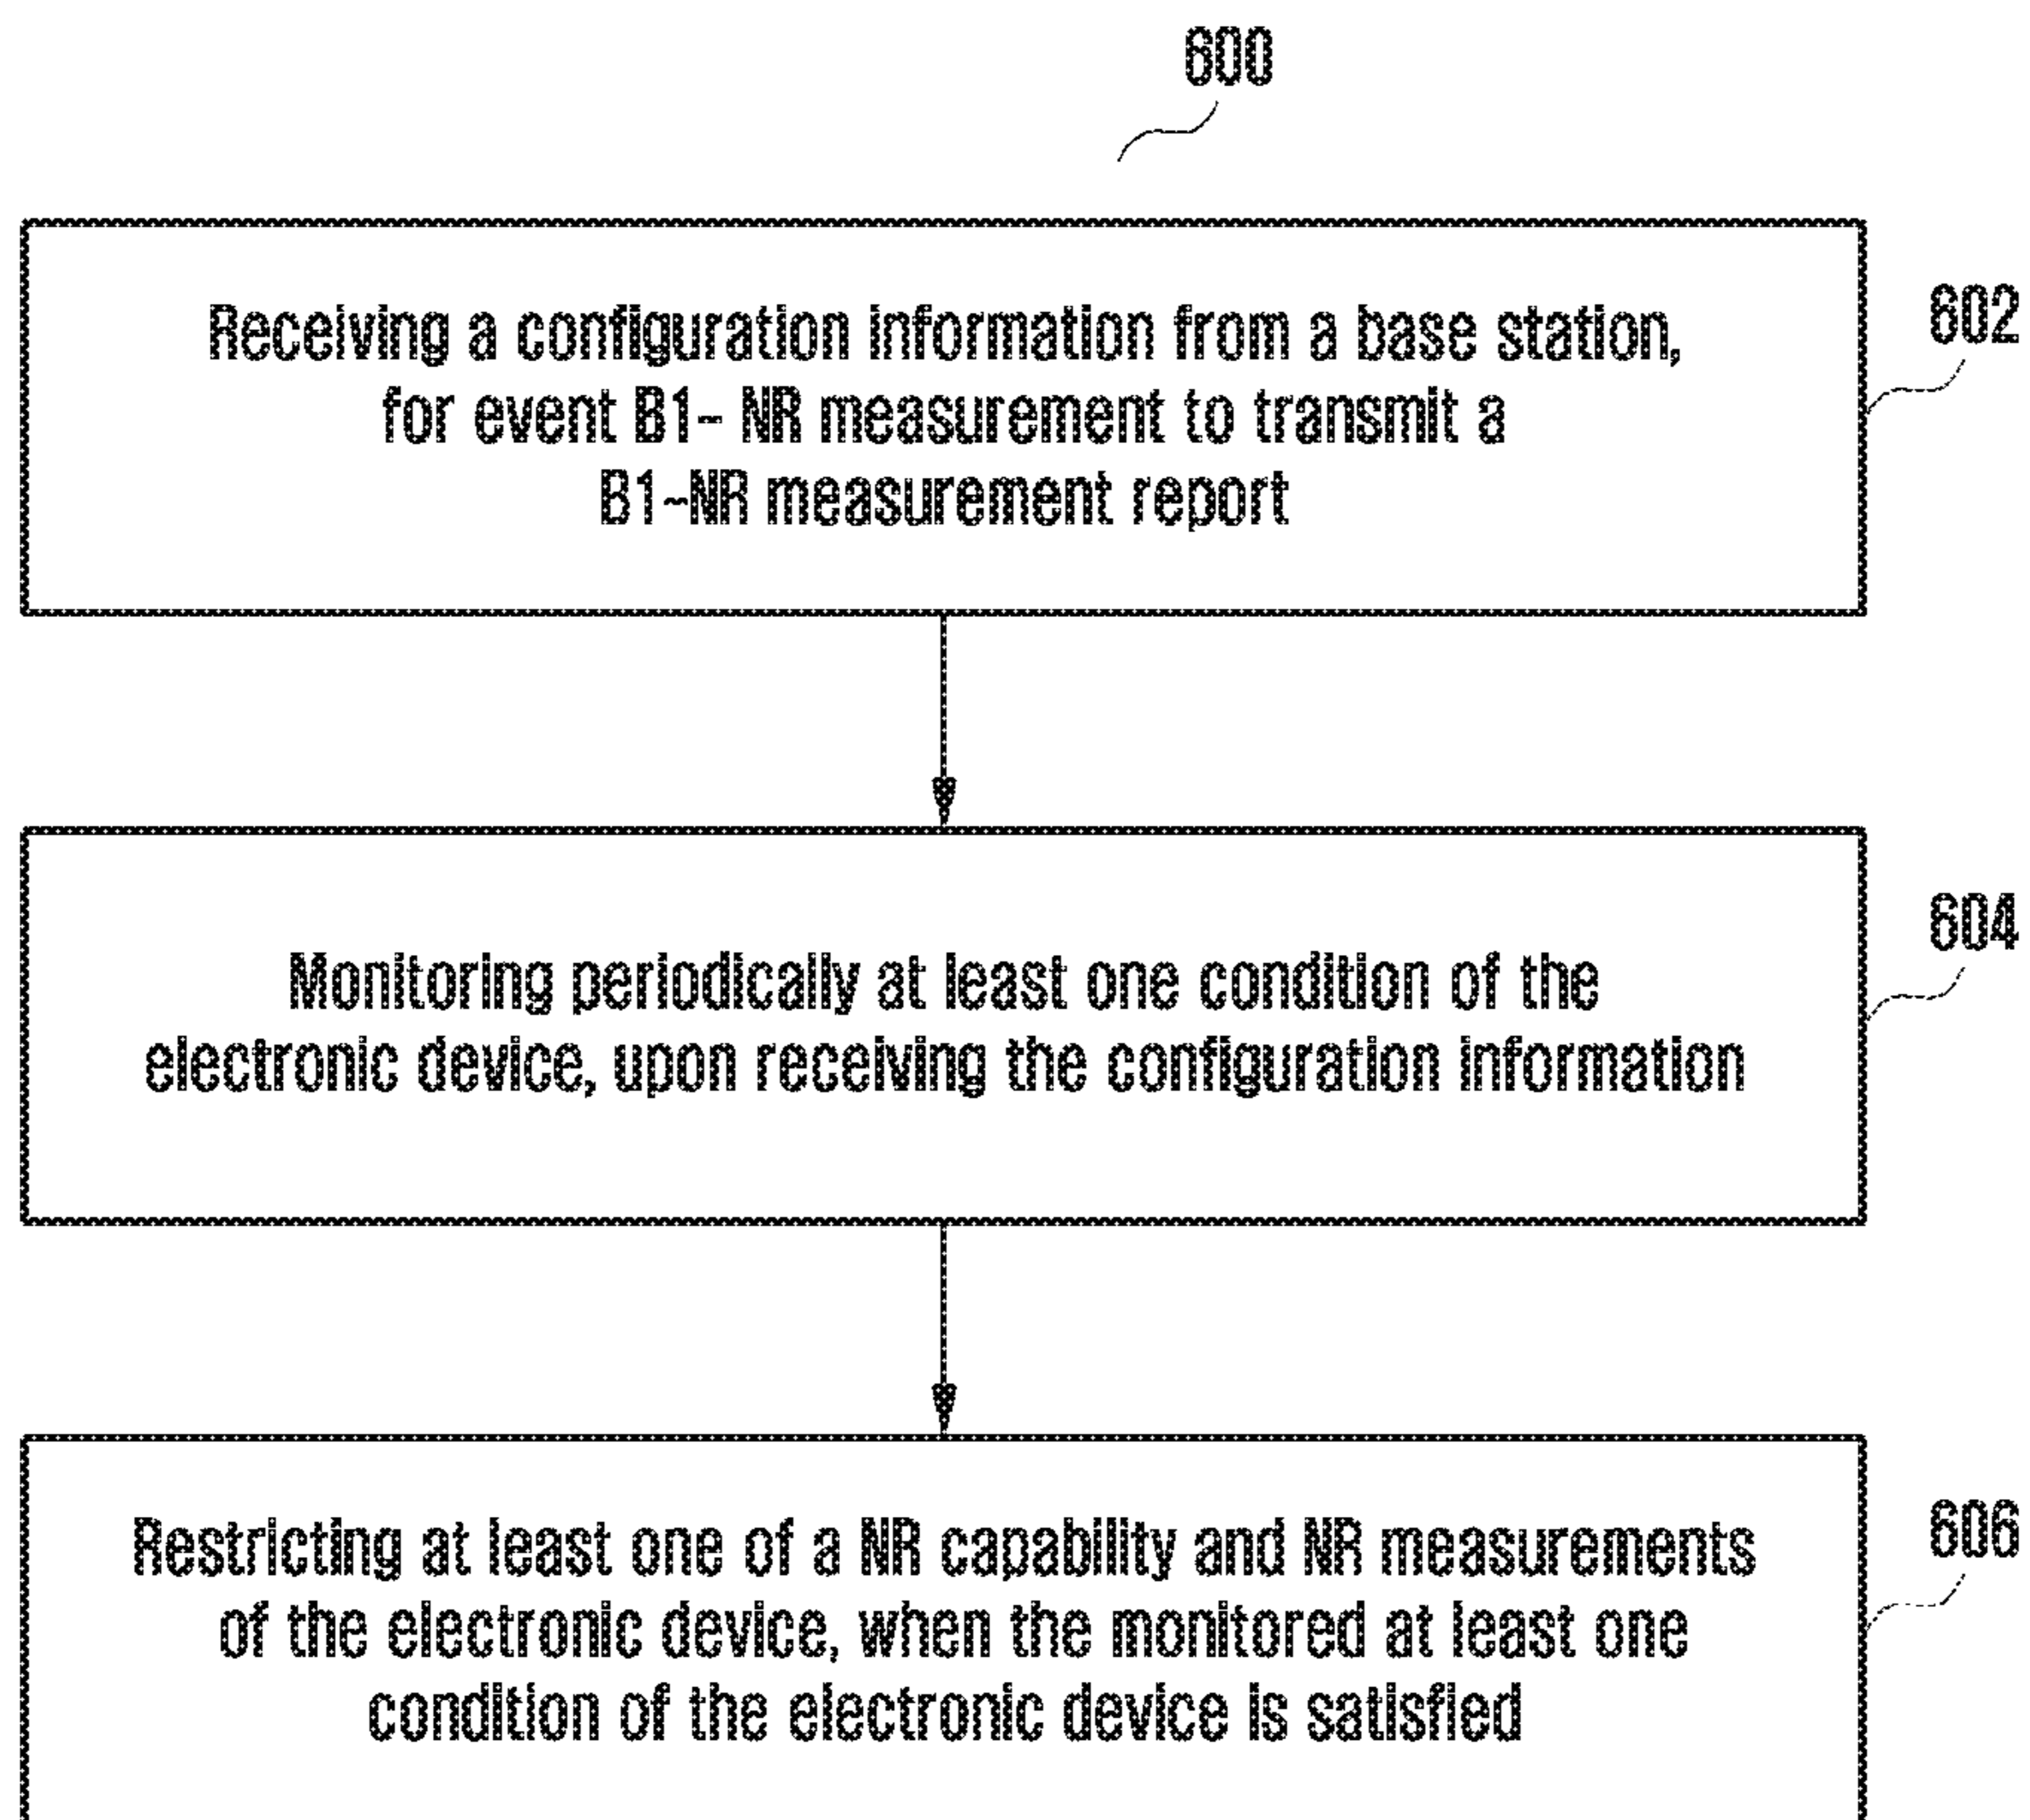 600
Receiving a configuration information from a base station,
602
for event B1- NR measurement to transmit a
B1-NR measurement report
604
Monitoring periodically at least one condition of the
electronic device, upon receiving the configuration information
606
Restricting at least one of a NR capability and NR measurements
of the electronic device, when the monitored at least one
condition of the electronic device is satisfied